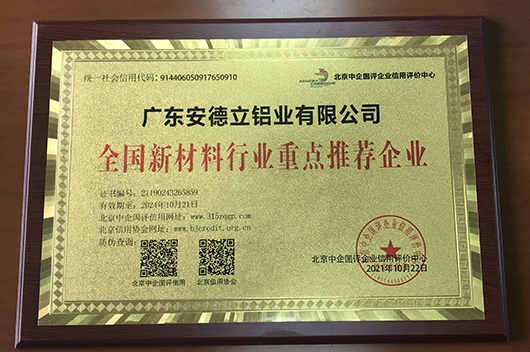 统一社会信用代码：914406050917650910
北京中企国评企业信用评价中心
广东安德立铝业有限公司
全国新材料行业重点推荐企业
证书编号：21190243265859
有效期至：2024年10月21日
北京中企国评信用网址：www.315zqgp.com
北京信用协会网址：www.bjcredit.org.cn
防伪查询：
北京中企国评信用
北京信用协会
北京中企国评企业信用评价中心
2021年10月22日